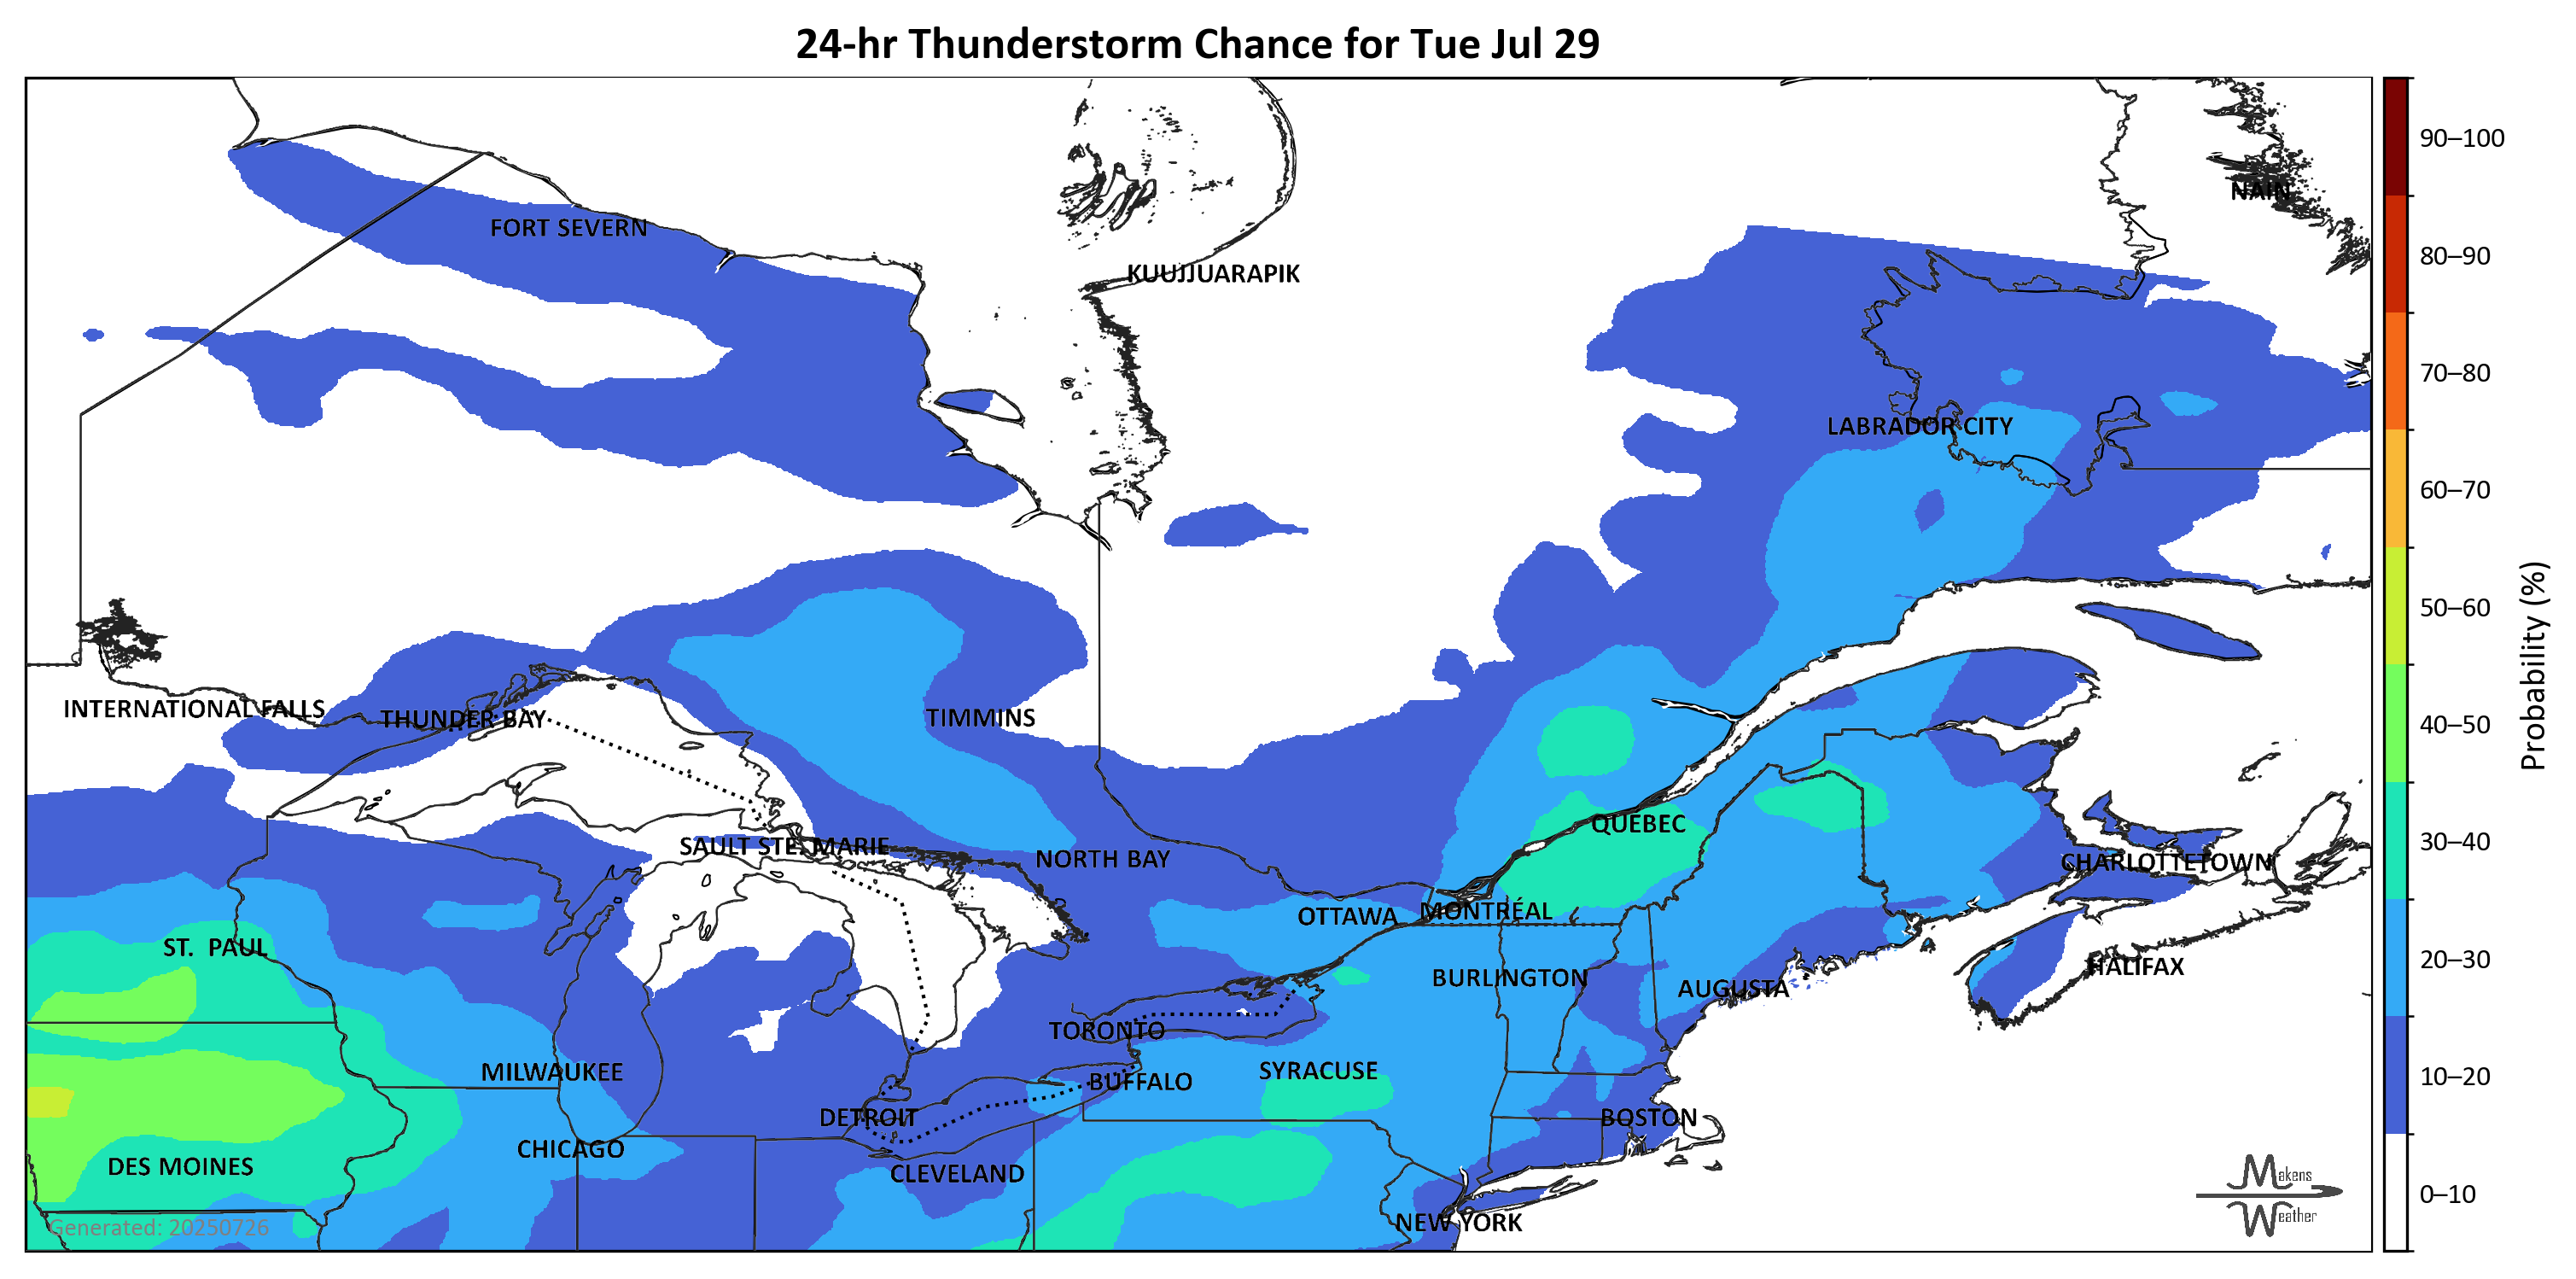 24-hr Thunderstorm Chance for Tue Jul 29
90–100
NAIN
FORT SEVERN
80–90
KUUJJUARAPIK
70–80
LABRADOR CITY
60–70
50–60
Probability (%)
INTERNATIONAL FALLS
THUNDER BAY
TIMMINS
40–50
QUEBEC
SAULT STE. MARIE
NORTH BAY
30–40
CHARLOTTETOWN
OTTAWA
MONTRÉAL
ST. PAUL
20–30
HALIFAX
BURLINGTON
AUGUSTA
TORONTO
MILWAUKEE
SYRACUSE
BUFFALO
10–20
DETROIT
BOSTON
CHICAGO
DES MOINES
CLEVELAND
Makens
Weather
0–10
NEW YORK
Generated: 20250726